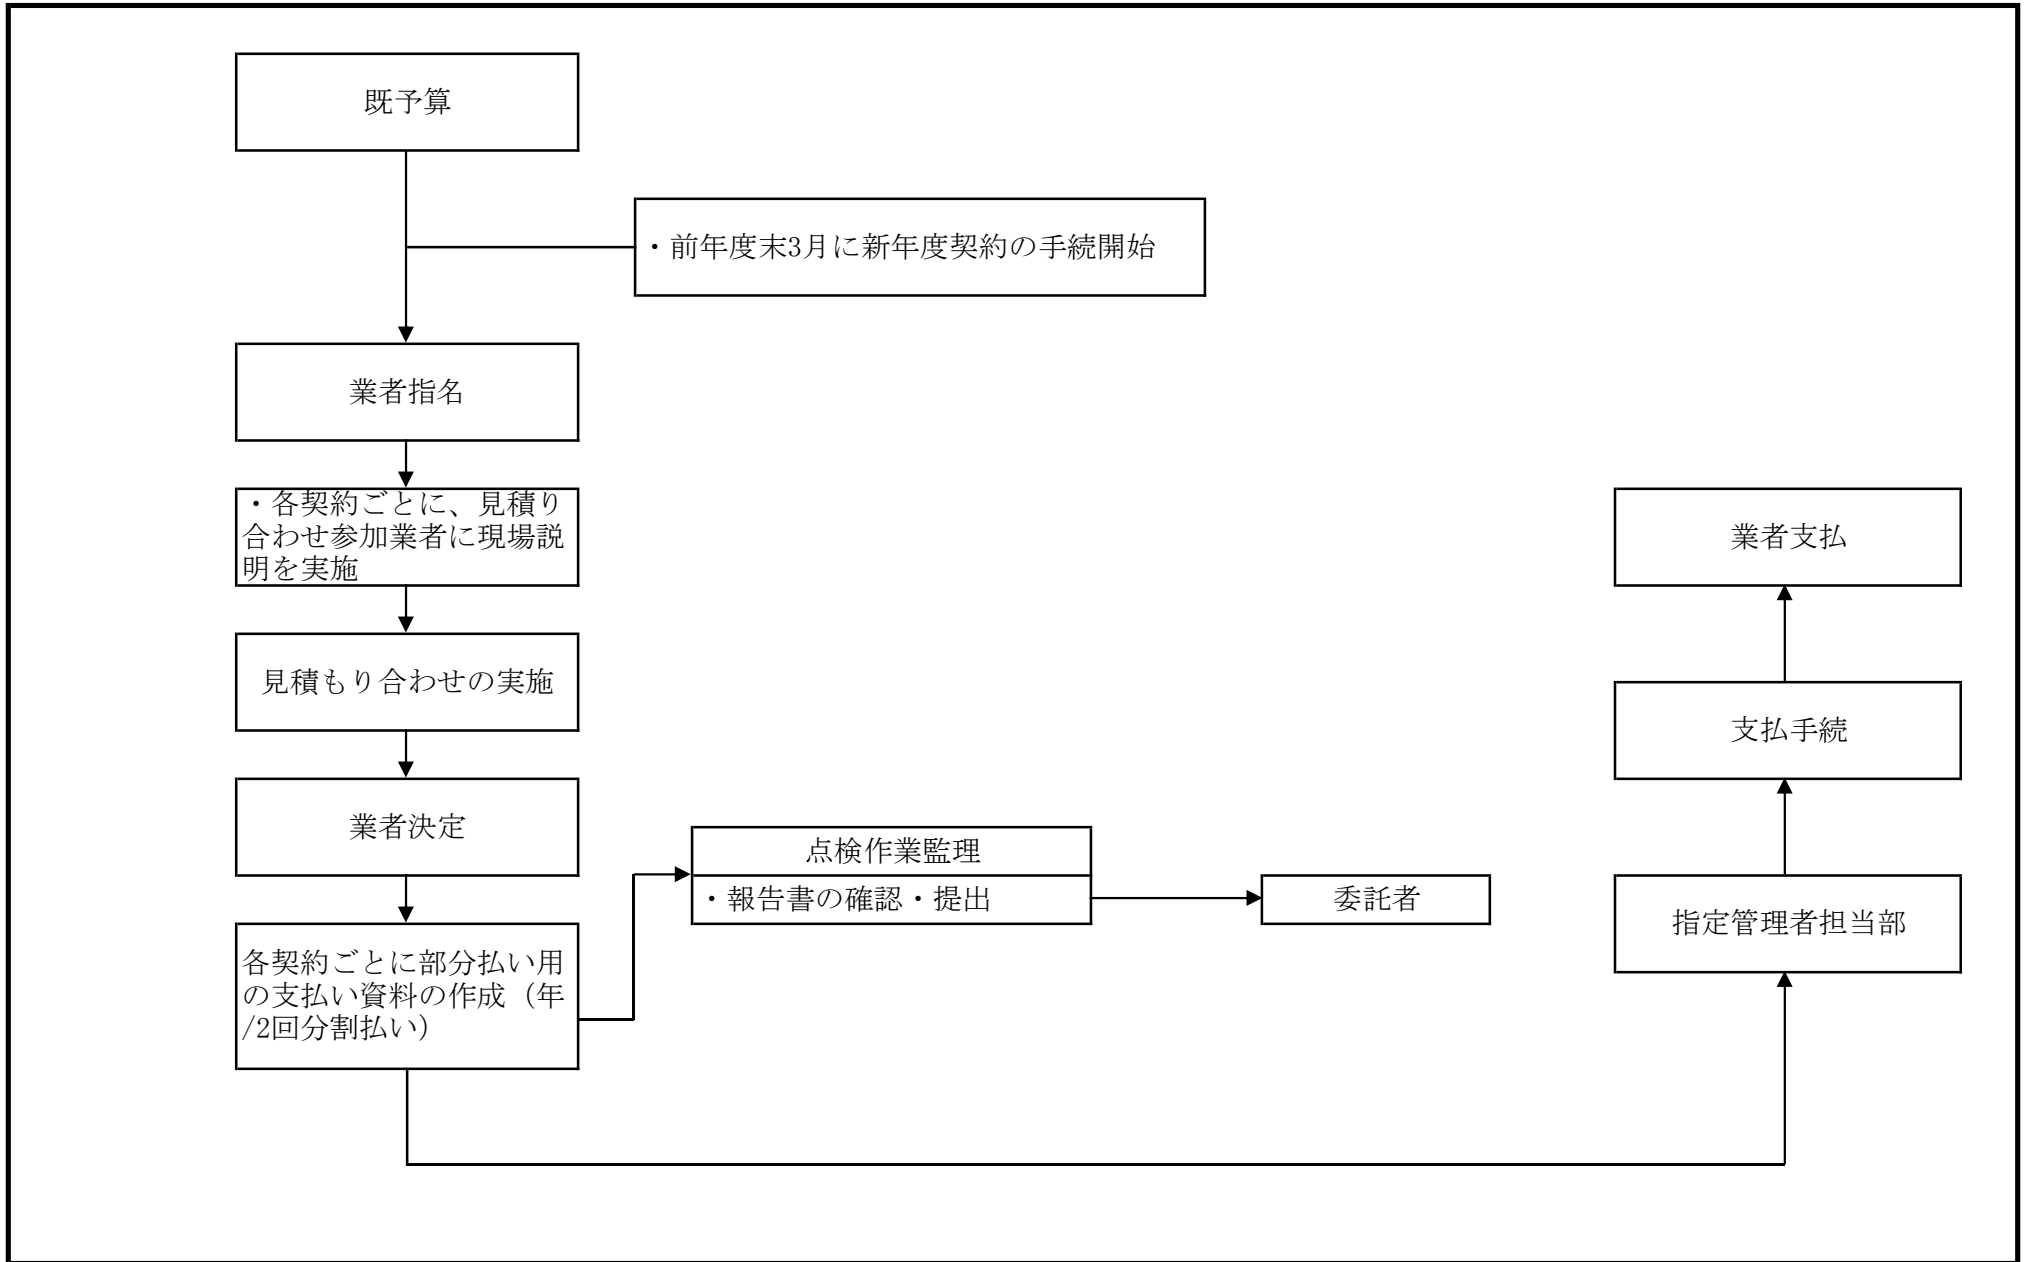 既予算
・前年度末3月に新年度契約の手続開始
業者指名
・各契約ごとに、見積り
合わせ参加業者に現場説
明を実施
見積もり合わせの実施
業者決定
各契約ごとに部分払い用
の支払い資料の作成（年
/2回分割払い）
点検作業監理
・報告書の確認・提出
委託者
業者支払
支払手続
指定管理者担当部